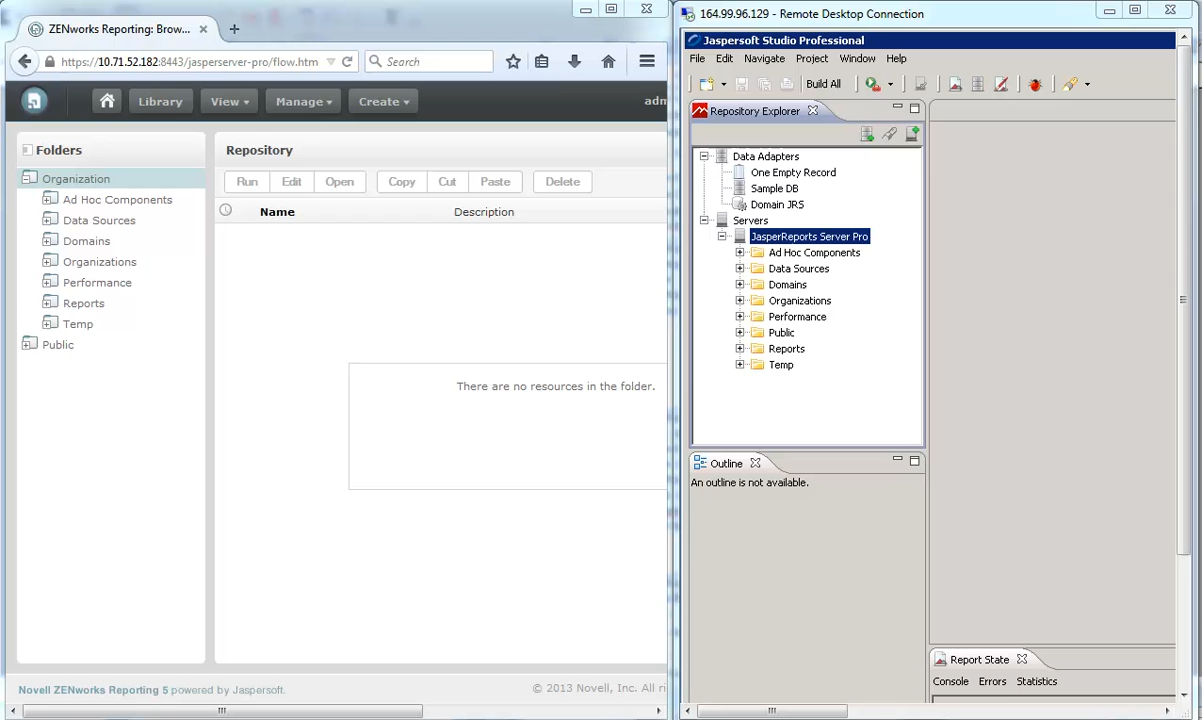 ZENworks Reporting: Brow...
https://10.71.52.182:8443/jasperserver-pro/flow.htm
Search
Library
View
Manage
Create
adm
Folders
Organization
Ad Hoc Components
Data Sources
Domains
Organizations
Performance
Reports
Temp
Public
Repository
Run
Edit
Open
Copy
Cut
Paste
Delete
Name
Description
There are no resources in the folder.
Novell ZENworks Reporting 5 powered by Jaspersoft.
© 2013 Novell, Inc. All ri
164.99.96.129 - Remote Desktop Connection
Jaspersoft Studio Professional
File Edit Navigate Project Window Help
Build All
Repository Explorer
Data Adapters
One Empty Record
Sample DB
Domain JRS
Servers
JasperReports Server Pro
Ad Hoc Components
Data Sources
Domains
Organizations
Performance
Public
Reports
Temp
Outline
An outline is not available.
Report State
Console Errors Statistics